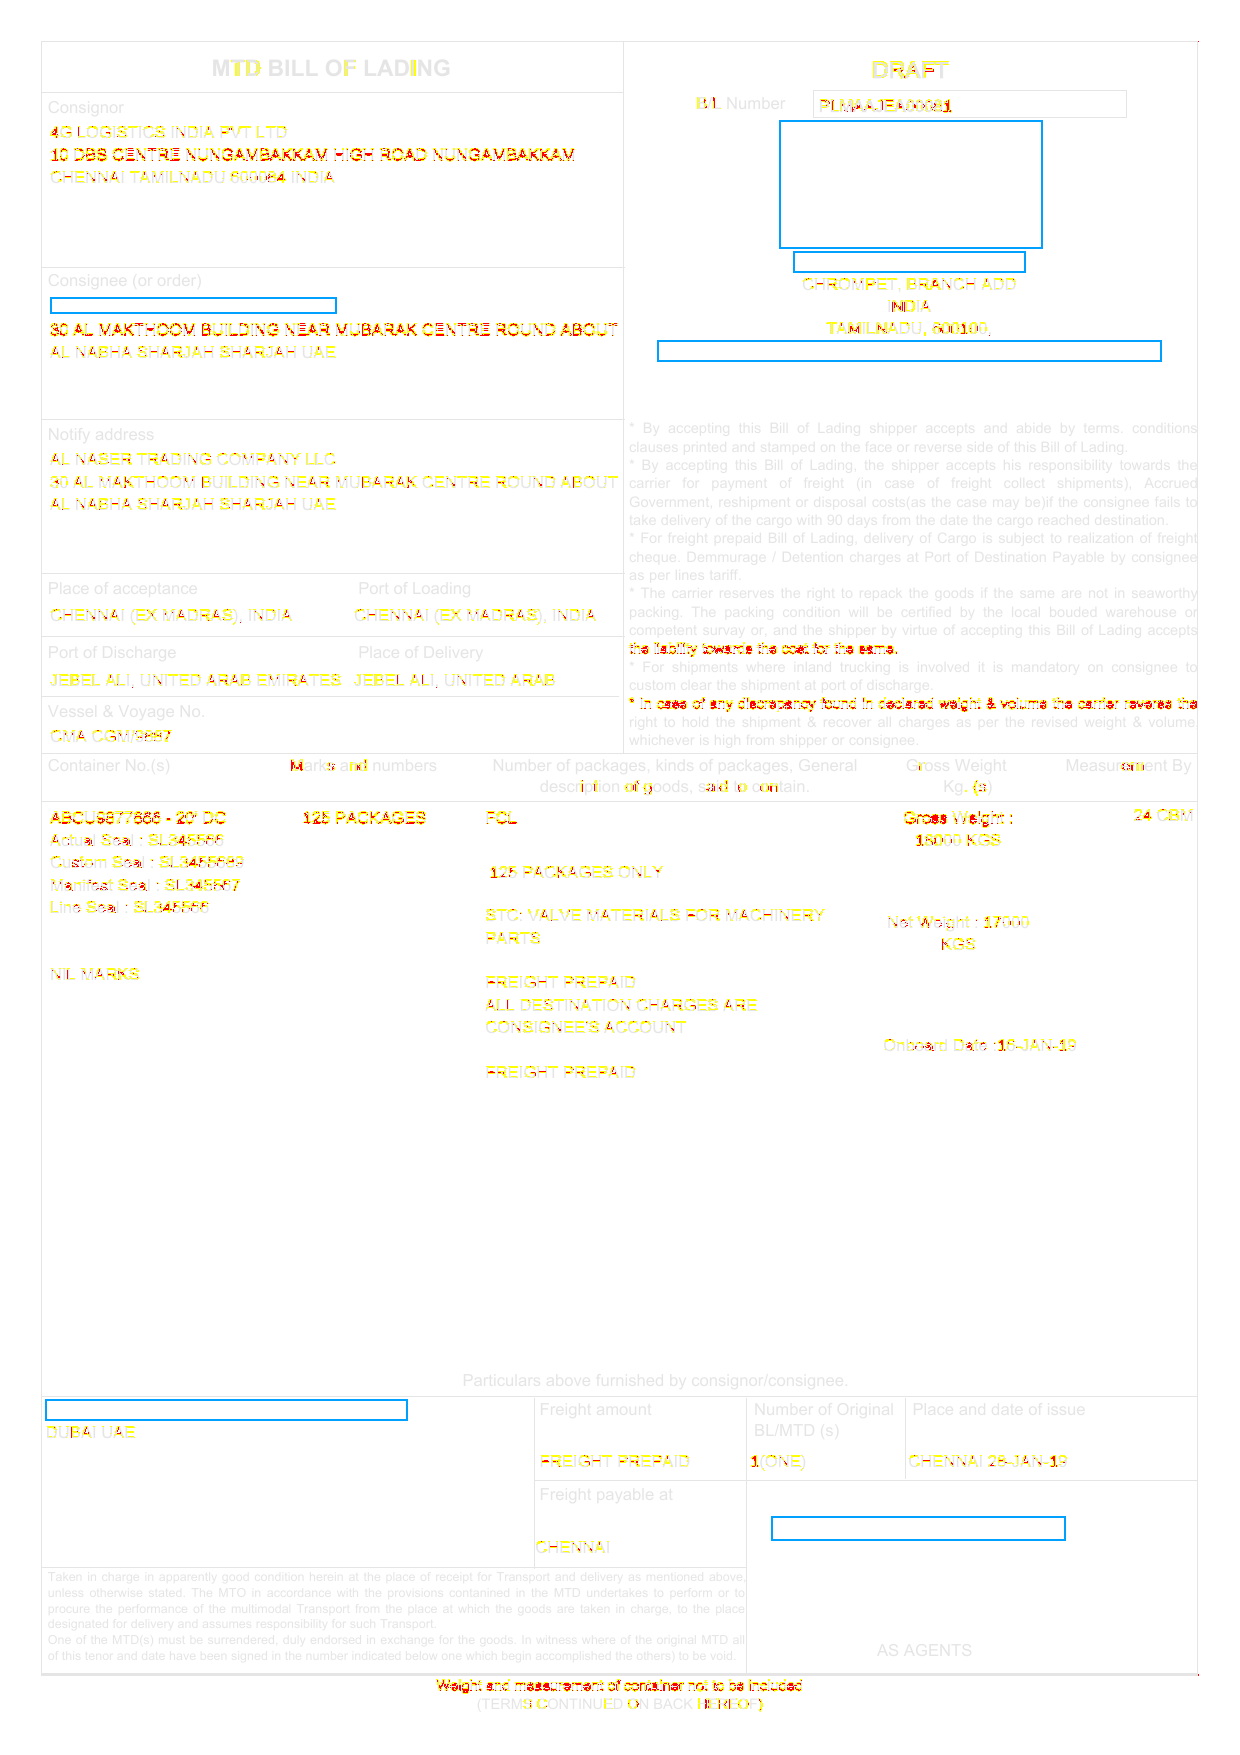 MTD BILL OF LADING
DRAFT
Consignor
4G LOGISTICS INDIA PVT LTD
10 DBS CENTRE NUNGAMBAKKAM HIGH ROAD NUNGAMBAKKAM
CHENNAI TAMILNADU 600034 INDIA
B/L Number
PLMAAJEA00021
CHROMPET, BRANCH ADD
INDIA
TAMILNADU, 600100,
Consignee (or order)
30 AL MAKTHOOM BUILDING NEAR MUBARAK CENTRE ROUND ABOUT
AL NABHA SHARJAH SHARJAH UAE
Notify address
AL NASER TRADING COMPANY LLC
30 AL MAKTHOOM BUILDING NEAR MUBARAK CENTRE ROUND ABOUT
AL NABHA SHARJAH SHARJAH UAE
* By accepting this Bill of Lading shipper accepts and abide by terms. conditions
clauses printed and stamped on the face or reverse side of this Bill of Lading.
* By accepting this Bill of Lading, the shipper accepts his responsibility towards the
carrier for payment of freight (in case of freight collect shipments), Accrued
Government, reshipment or disposal costs(as the case may be)if the consignee fails to
take delivery of the cargo with 90 days from the date the cargo reached destination.
* For freight prepaid Bill of Lading, delivery of Cargo is subject to realization of freight
cheque. Demmurage / Detention charges at Port of Destination Payable by consignee
as per lines tariff.
* The carrier reserves the right to repack the goods if the same are not in seaworthy
packing. The packing condition will be certified by the local bouded warehouse or
competent survay or, and the shipper by virtue of accepting this Bill of Lading accepts
the liability towards the cost for the same.
* For shipments where inland trucking is involved it is mandatory on consignee to
custom clear the shipment at port of discharge.
* In case of any discrepancy found in declared weight & volume the carrier reveres the
right to hold the shipment & recover all charges as per the revised weight & volume
whichever is high from shipper or consignee.
Place of acceptance Port of Loading
CHENNAI (EX MADRAS), INDIA CHENNAI (EX MADRAS), INDIA
Port of Discharge Place of Delivery
JEBEL ALI, UNITED ARAB EMIRATES JEBEL ALI, UNITED ARAB
Vessel & Voyage No.
CMA CGM/9867
Container No.(s) Marks and numbers Number of packages, kinds of packages, General Gross Weight Measurement By
description of goods, said to contain. Kg. (s)
ABCU9877666 - 20' DC 125 PACKAGES FCL Gross Weight : 24 CBM
Actual Seal : SL345566 18000 KGS
Custom Seal : SL3455669
Manifest Seal : SL345567 125 PACKAGES ONLY
Line Seal : SL345566
STC: VALVE MATERIALS FOR MACHINERY Net Weight : 17000
PARTS KGS
NIL MARKS
FREIGHT PREPAID
ALL DESTINATION CHARGES ARE
CONSIGNEE'S ACCOUNT
Onboard Date :15-JAN-19
FREIGHT PREPAID
Particulars above furnished by consignor/consignee.
DUBAI UAE
Freight amount Number of Original Place and date of issue
BL/MTD (s)
FREIGHT PREPAID 1(ONE) CHENNAI 28-JAN-19
Freight payable at
CHENNAI
Taken in charge in apparently good condition herein at the place of receipt for Transport and delivery as mentioned above,
unless otherwise stated. The MTO in accordance with the provisions contanined in the MTD undertakes to perform or to
procure the performance of the multimodal Transport from the place at which the goods are taken in charge, to the place
designated for delivery and assumes responsibility for such Transport.
One of the MTD(s) must be surrendered, duly endorsed in exchange for the goods. In witness where of the original MTD all
of this tenor and date have been signed in the number indicated below one which begin accomplished the others) to be void.
AS AGENTS
Weight and measurement of container not to be included
(TERMS CONTINUED ON BACK HEREOF)